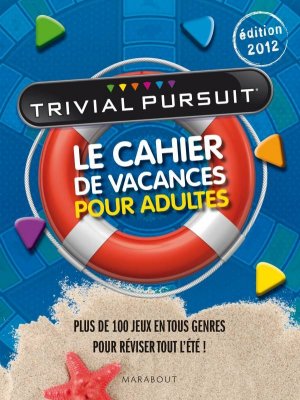 édition
2012
TRIVIAL PURSUIT
LE CAHIER
DE VACANCES
POUR ADULTES
PLUS DE 100 JEUX EN TOUS GENRES
POUR RÉVISER TOUT L'ÉTÉ !
MARABOUT